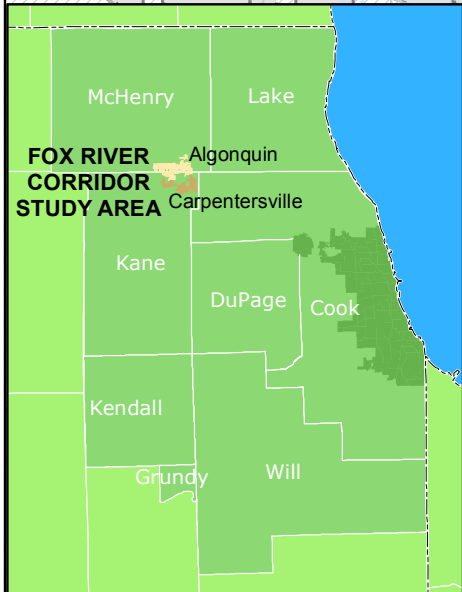 McHenry
Lake
FOX RIVER
CORRIDOR
STUDY AREA
Algonquin
Carpentersville
Kane
DuPage
Cook
Kendall
Grundy
Will